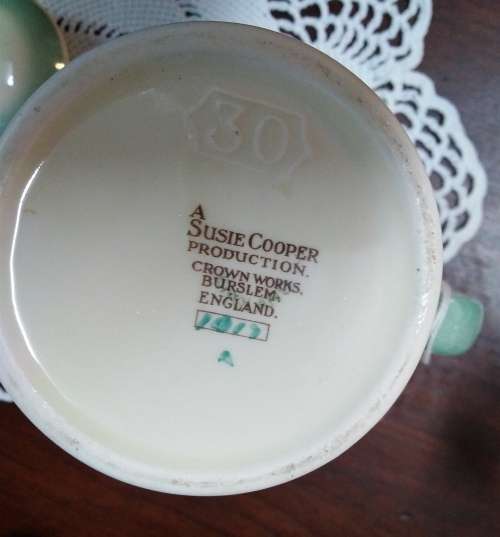 30
A
SUSIE COOPER
PRODUCTION.
CROWN WORKS.
BURSLEM.
ENGLAND.